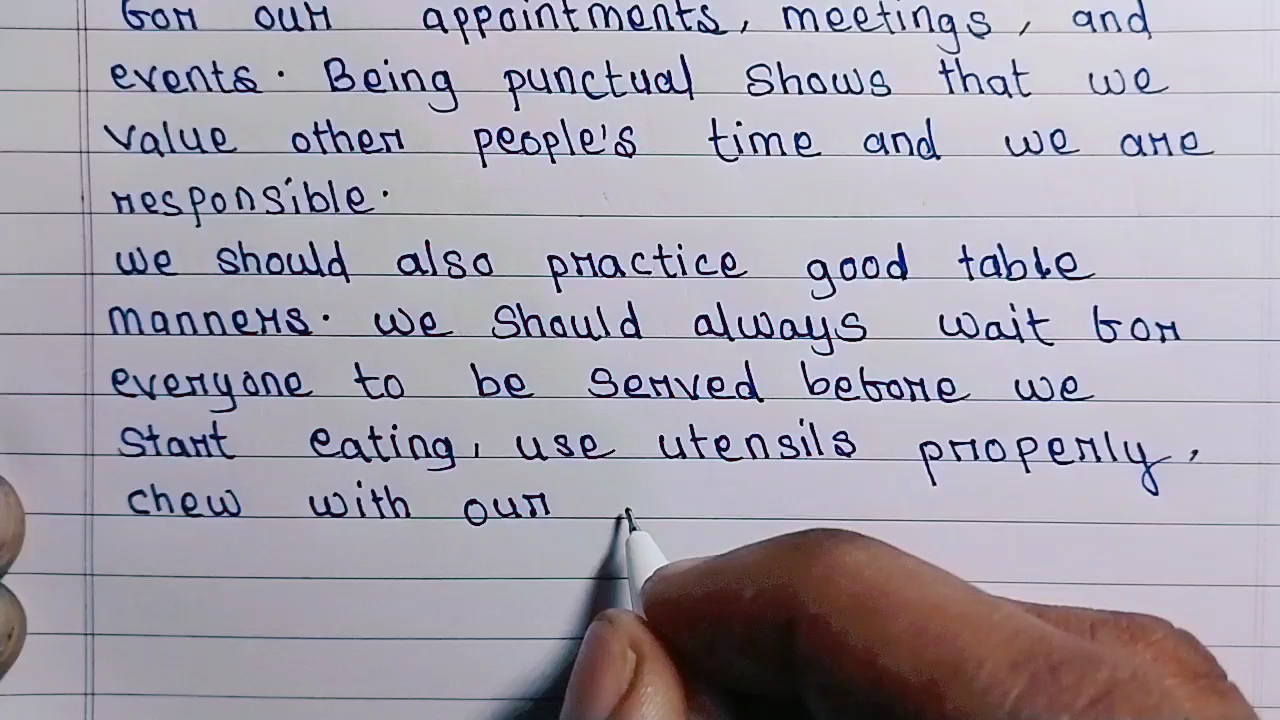 for our appointments, meetings, and
events. Being punctual shows that we
value other people's time and we are
responsible.
we should also practice good table
manners. we should always wait for
everyone to be served before we
start eating, use utensils properly,
chew with our